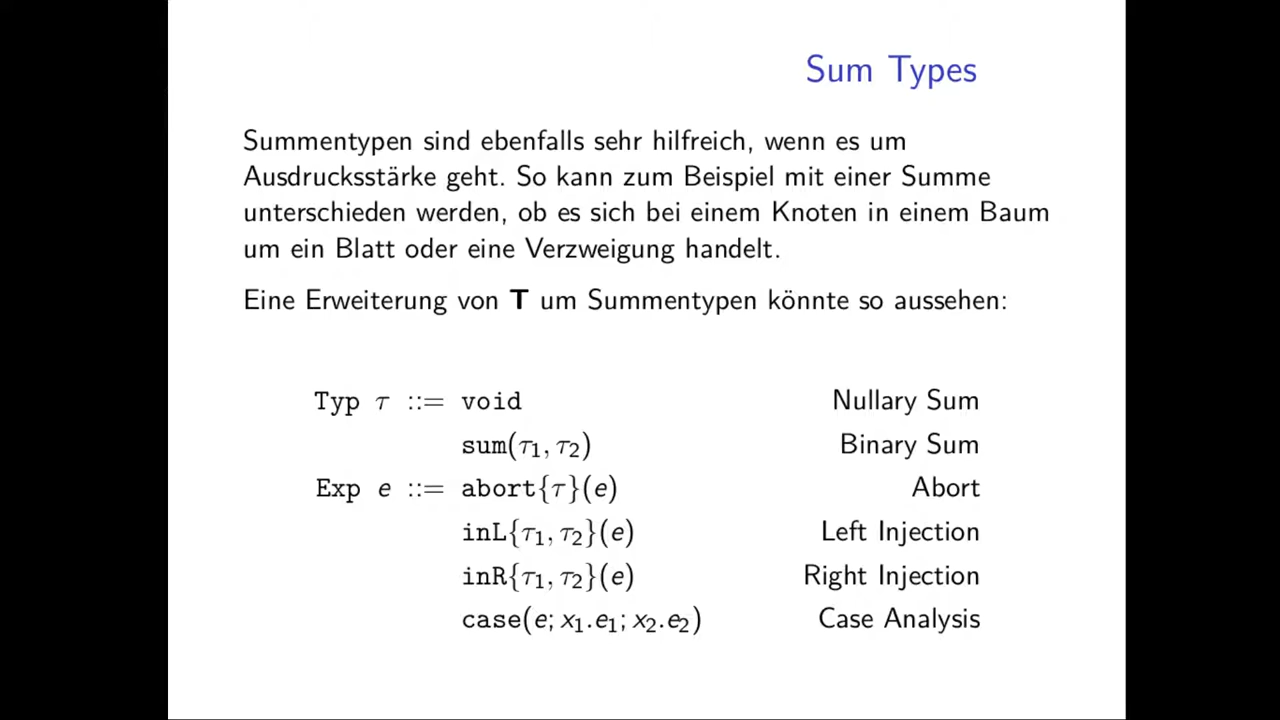 Sum Types
Summentypen sind ebenfalls sehr hilfreich, wenn es um
Ausdrucksstärke geht. So kann zum Beispiel mit einer Summe
unterschieden werden, ob es sich bei einem Knoten in einem Baum
um ein Blatt oder eine Verzweigung handelt.
Eine Erweiterung von T um Summentypen könnte so aussehen:
Typ τ ::= void Nullary Sum
sum(τ₁, τ₂) Binary Sum
Exp e ::= abort{τ}(e) Abort
inL{τ₁, τ₂}(e) Left Injection
inR{τ₁, τ₂}(e) Right Injection
case(e; x₁.e₁; x₂.e₂) Case Analysis